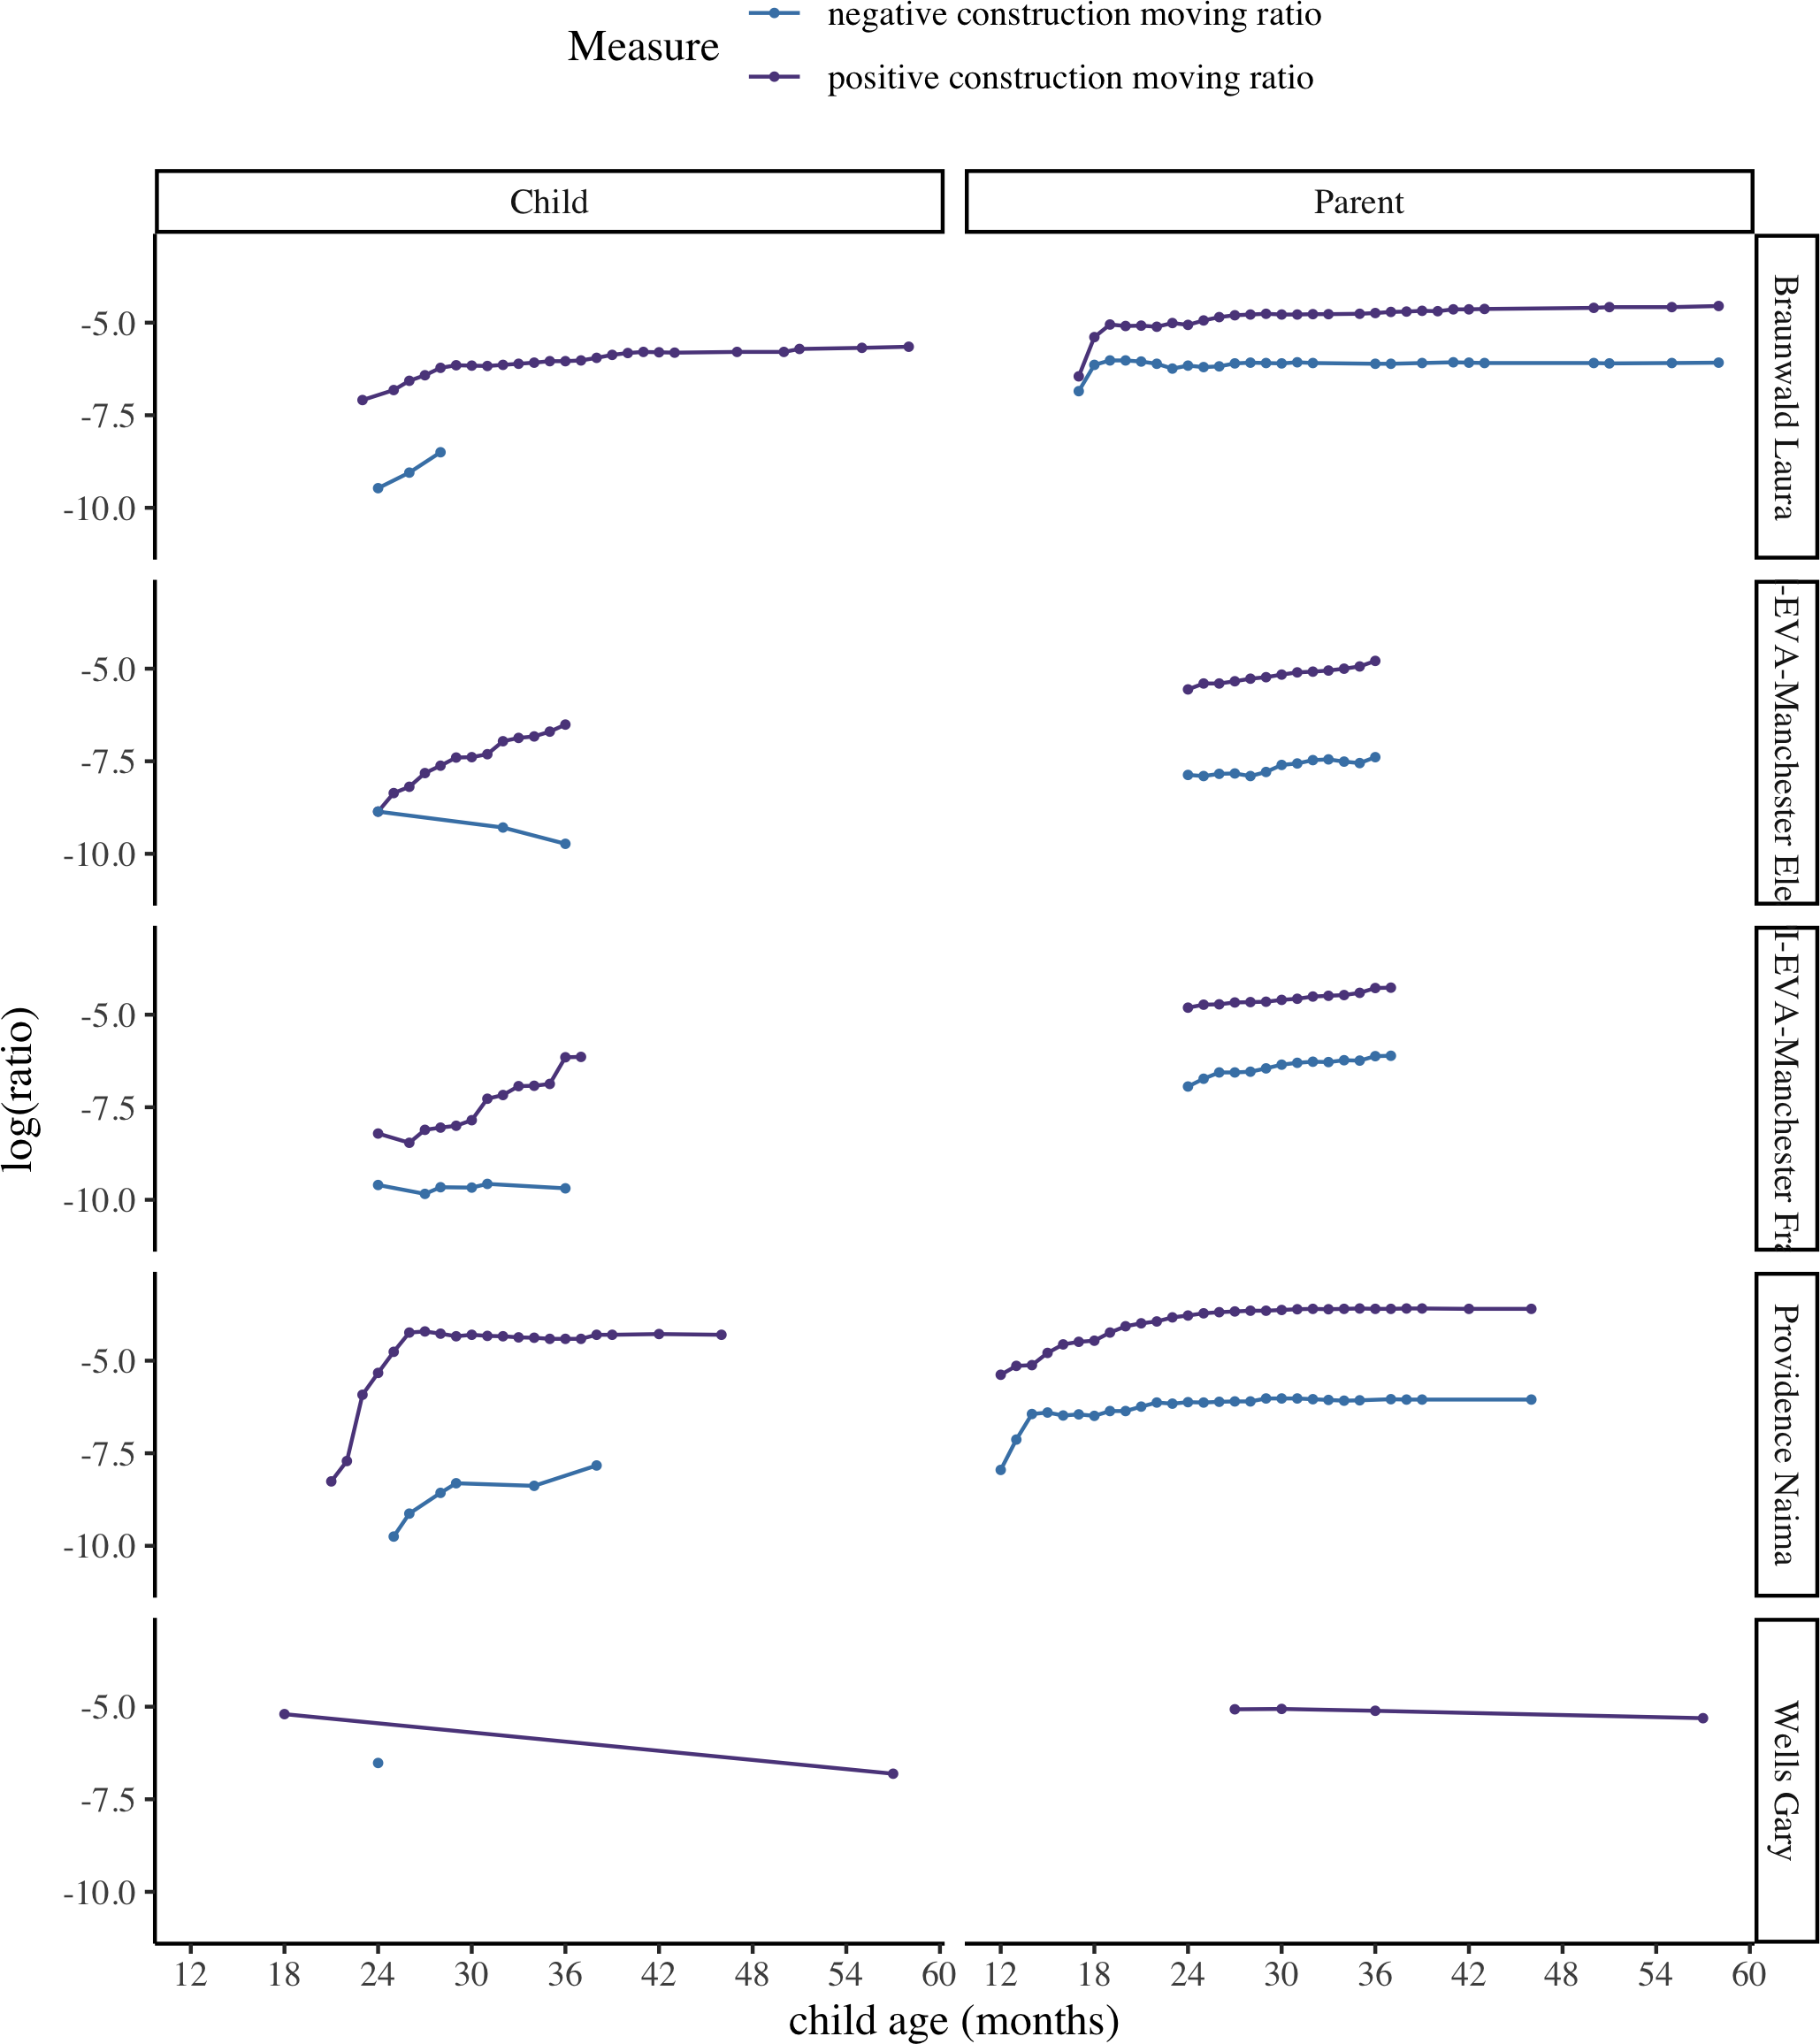 Measure
negative construction moving ratio
positive construction moving ratio
Child
Parent
-5.0
-7.5
-10.0
Braunwald Laura
-5.0
-7.5
-10.0
-EVA-Manchester Ele
log(ratio)
-5.0
-7.5
-10.0
I-EVA-Manchester Fra
-5.0
-7.5
-10.0
Providence Naima
-5.0
-7.5
-10.0
Wells Gary
12 18 24 30 36 42 48 54 60
12 18 24 30 36 42 48 54 60
child age (months)